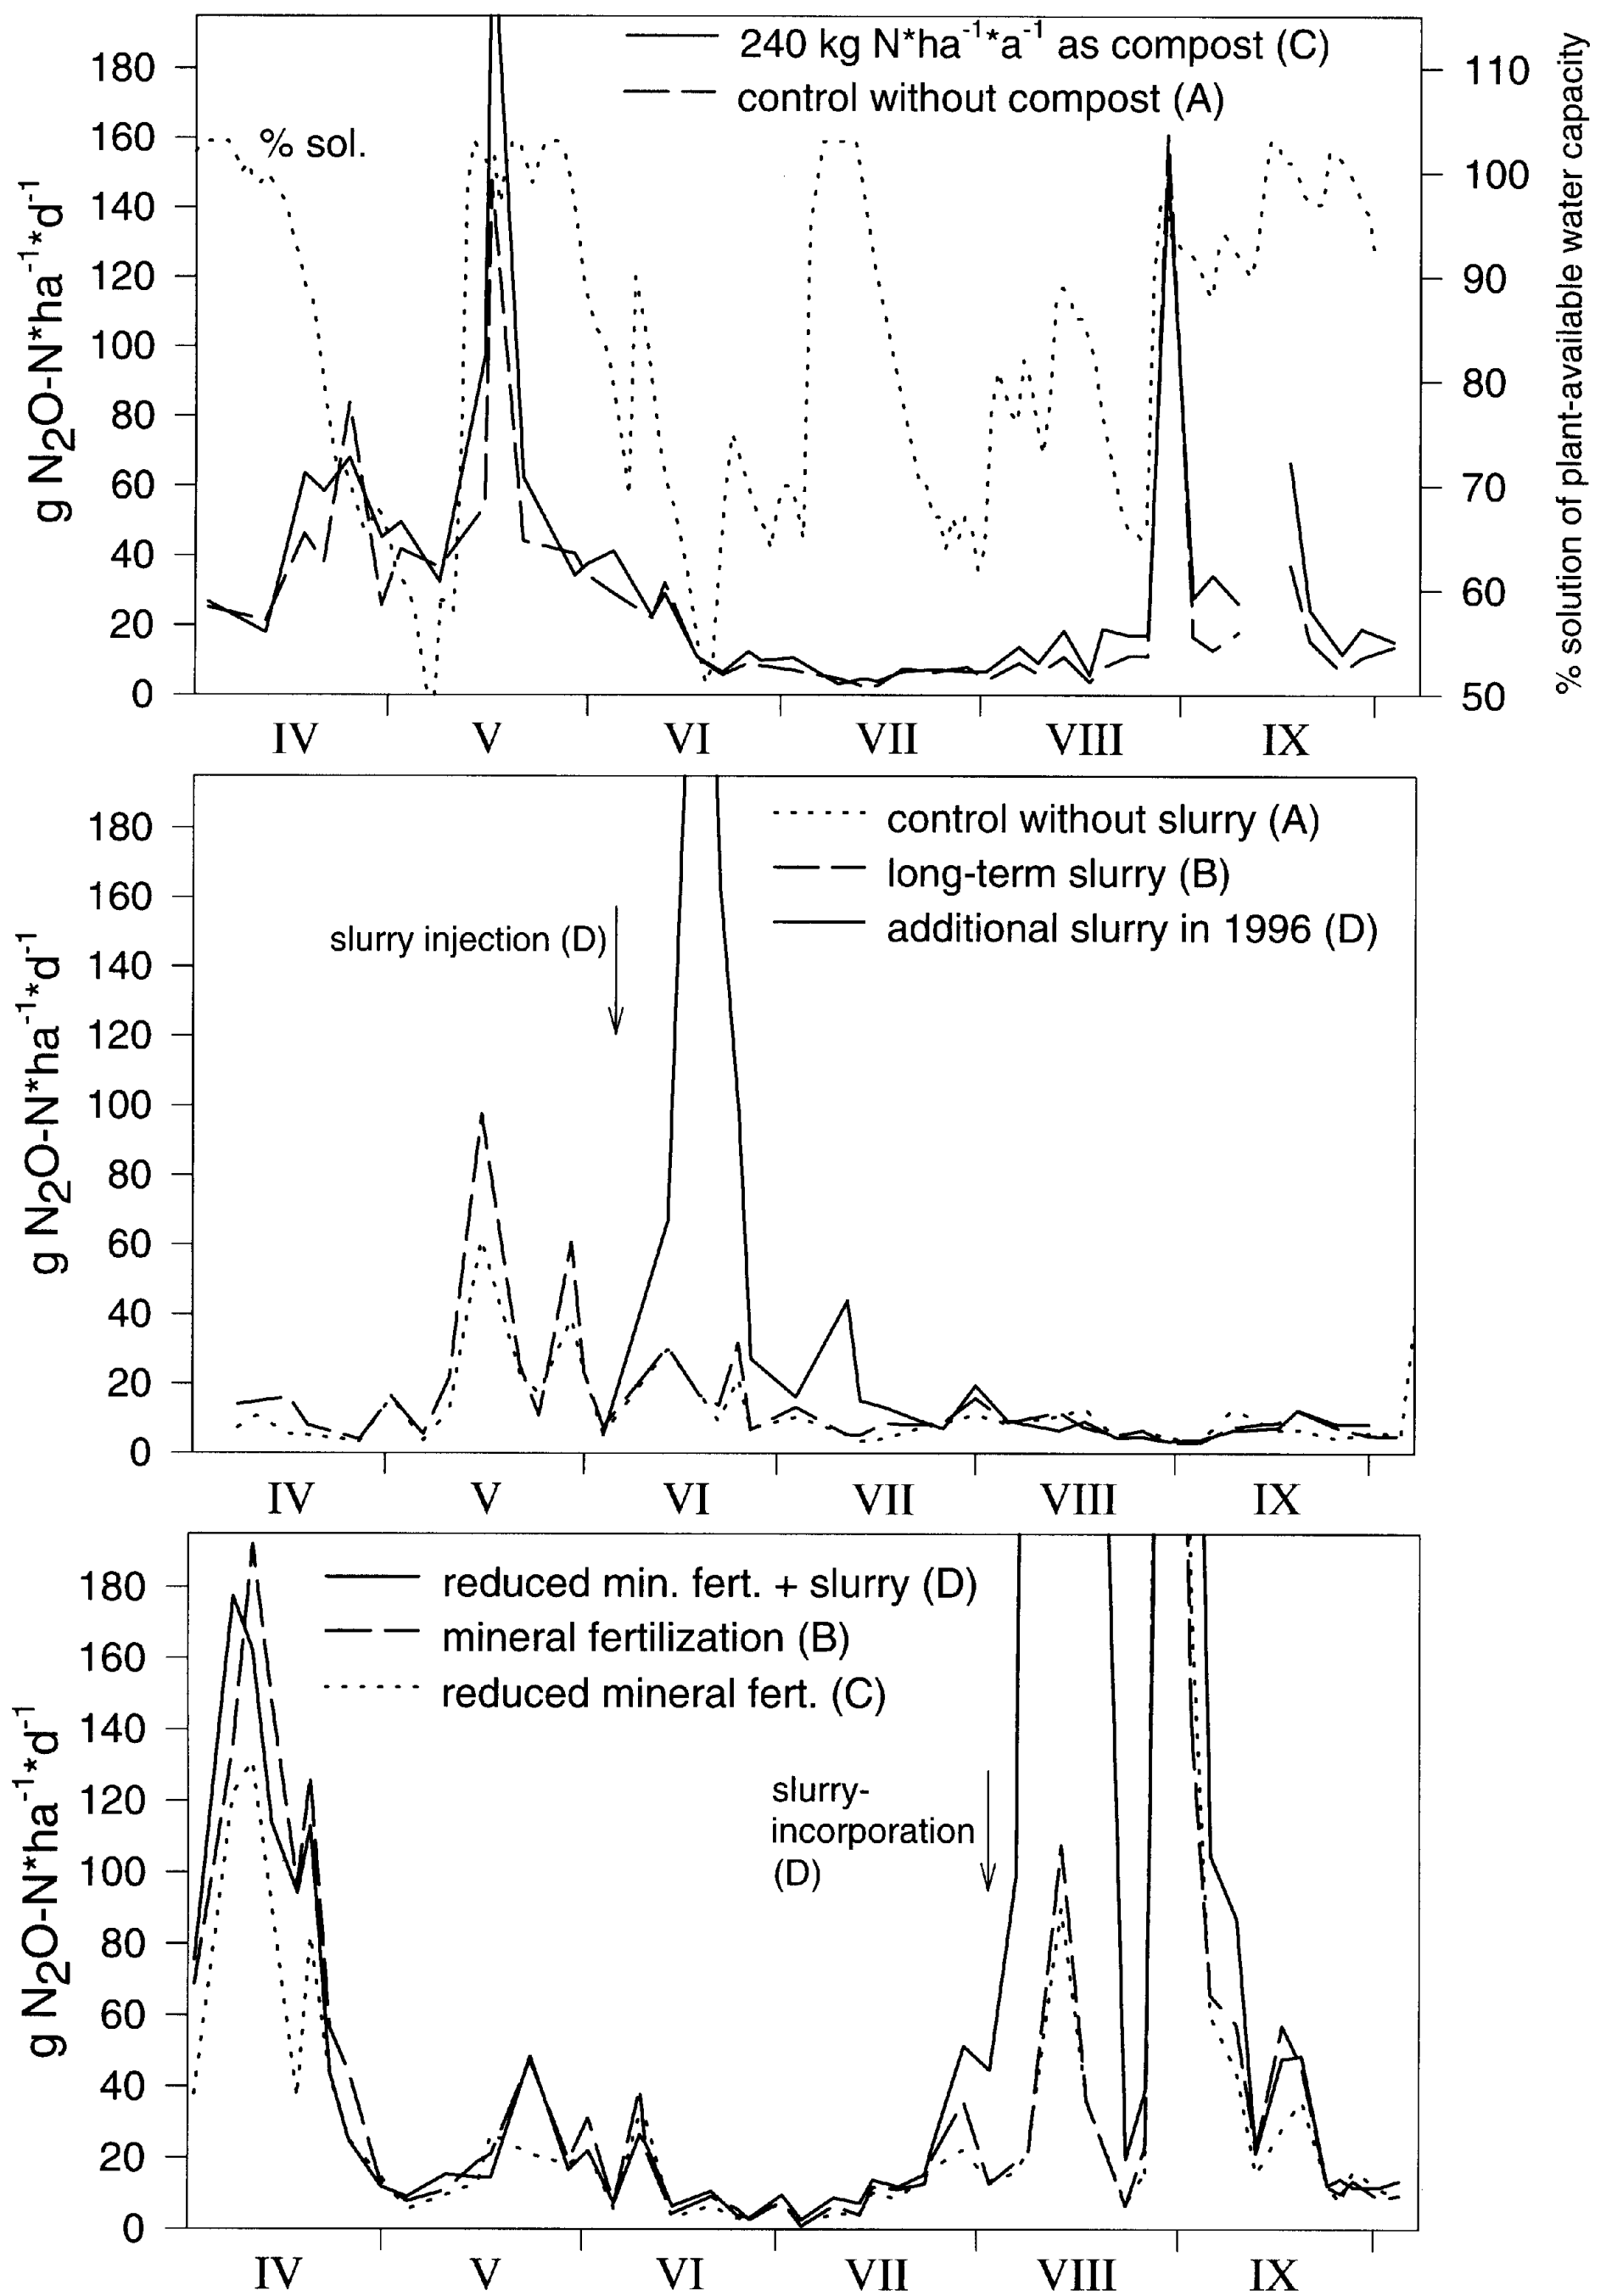 240 kg N*ha⁻¹*a⁻¹ as compost (C)
control without compost (A)
% sol.
g N₂O-N*ha⁻¹*d⁻¹
180
160
140
120
100
80
60
40
20
0
110
100
90
80
70
60
50
% solution of plant-available water capacity
IV V VI VII VIII IX
control without slurry (A)
long-term slurry (B)
additional slurry in 1996 (D)
slurry injection (D)
g N₂O-N*ha⁻¹*d⁻¹
180
160
140
120
100
80
60
40
20
0
IV V VI VII VIII IX
reduced min. fert. + slurry (D)
mineral fertilization (B)
reduced mineral fert. (C)
slurry-
incorporation
(D)
g N₂O-N*ha⁻¹*d⁻¹
180
160
140
120
100
80
60
40
20
0
IV V VI VII VIII IX